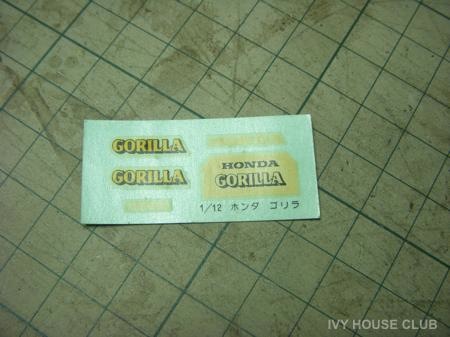 GORILLA
GORILLA
HONDA
GORILLA
1/12 ホンダ ゴリラ
IVY HOUSE CLUB